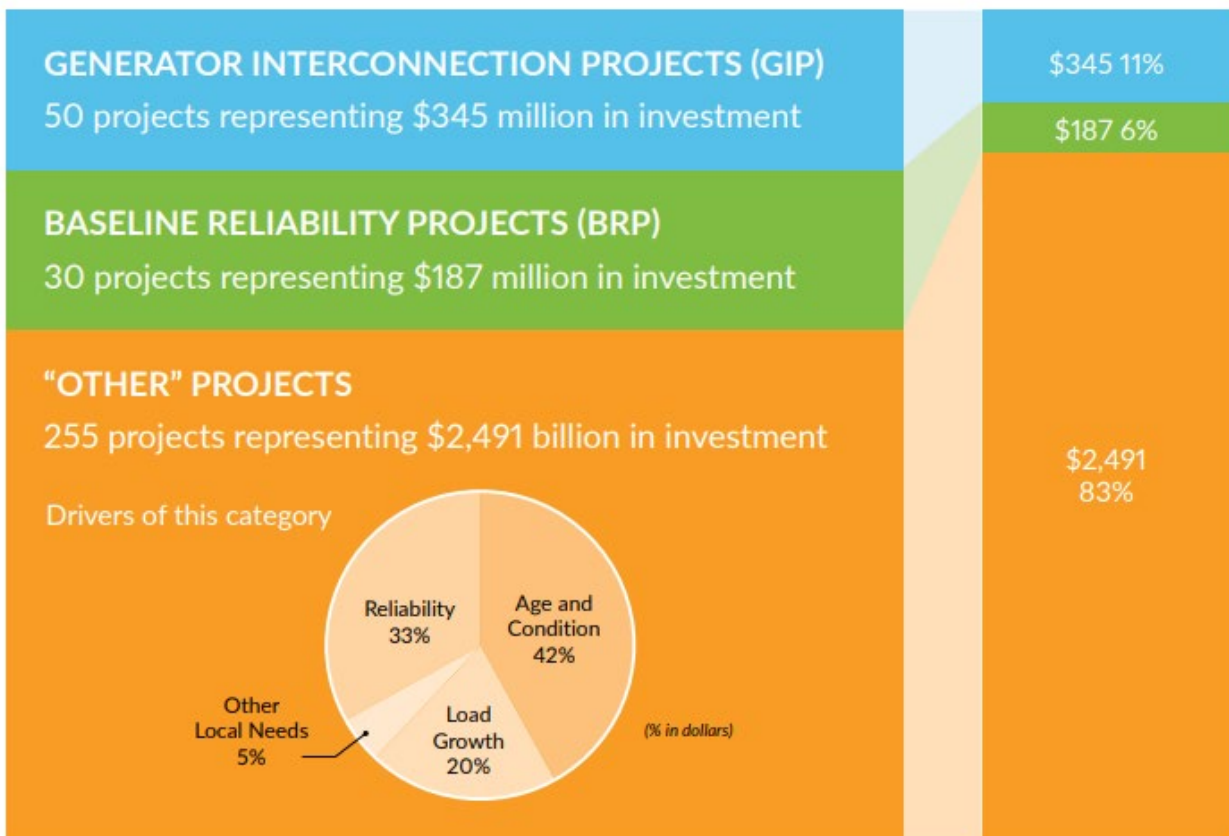 GENERATOR INTERCONNECTION PROJECTS (GIP)
50 projects representing $345 million in investment
$345 11%
BASELINE RELIABILITY PROJECTS (BRP)
30 projects representing $187 million in investment
$187 6%
“OTHER” PROJECTS
255 projects representing $2,491 billion in investment
$2,491
83%
Drivers of this category
Reliability
33%
Age and
Condition
42%
Other
Local Needs
5%
Load
Growth
20%
(% in dollars)